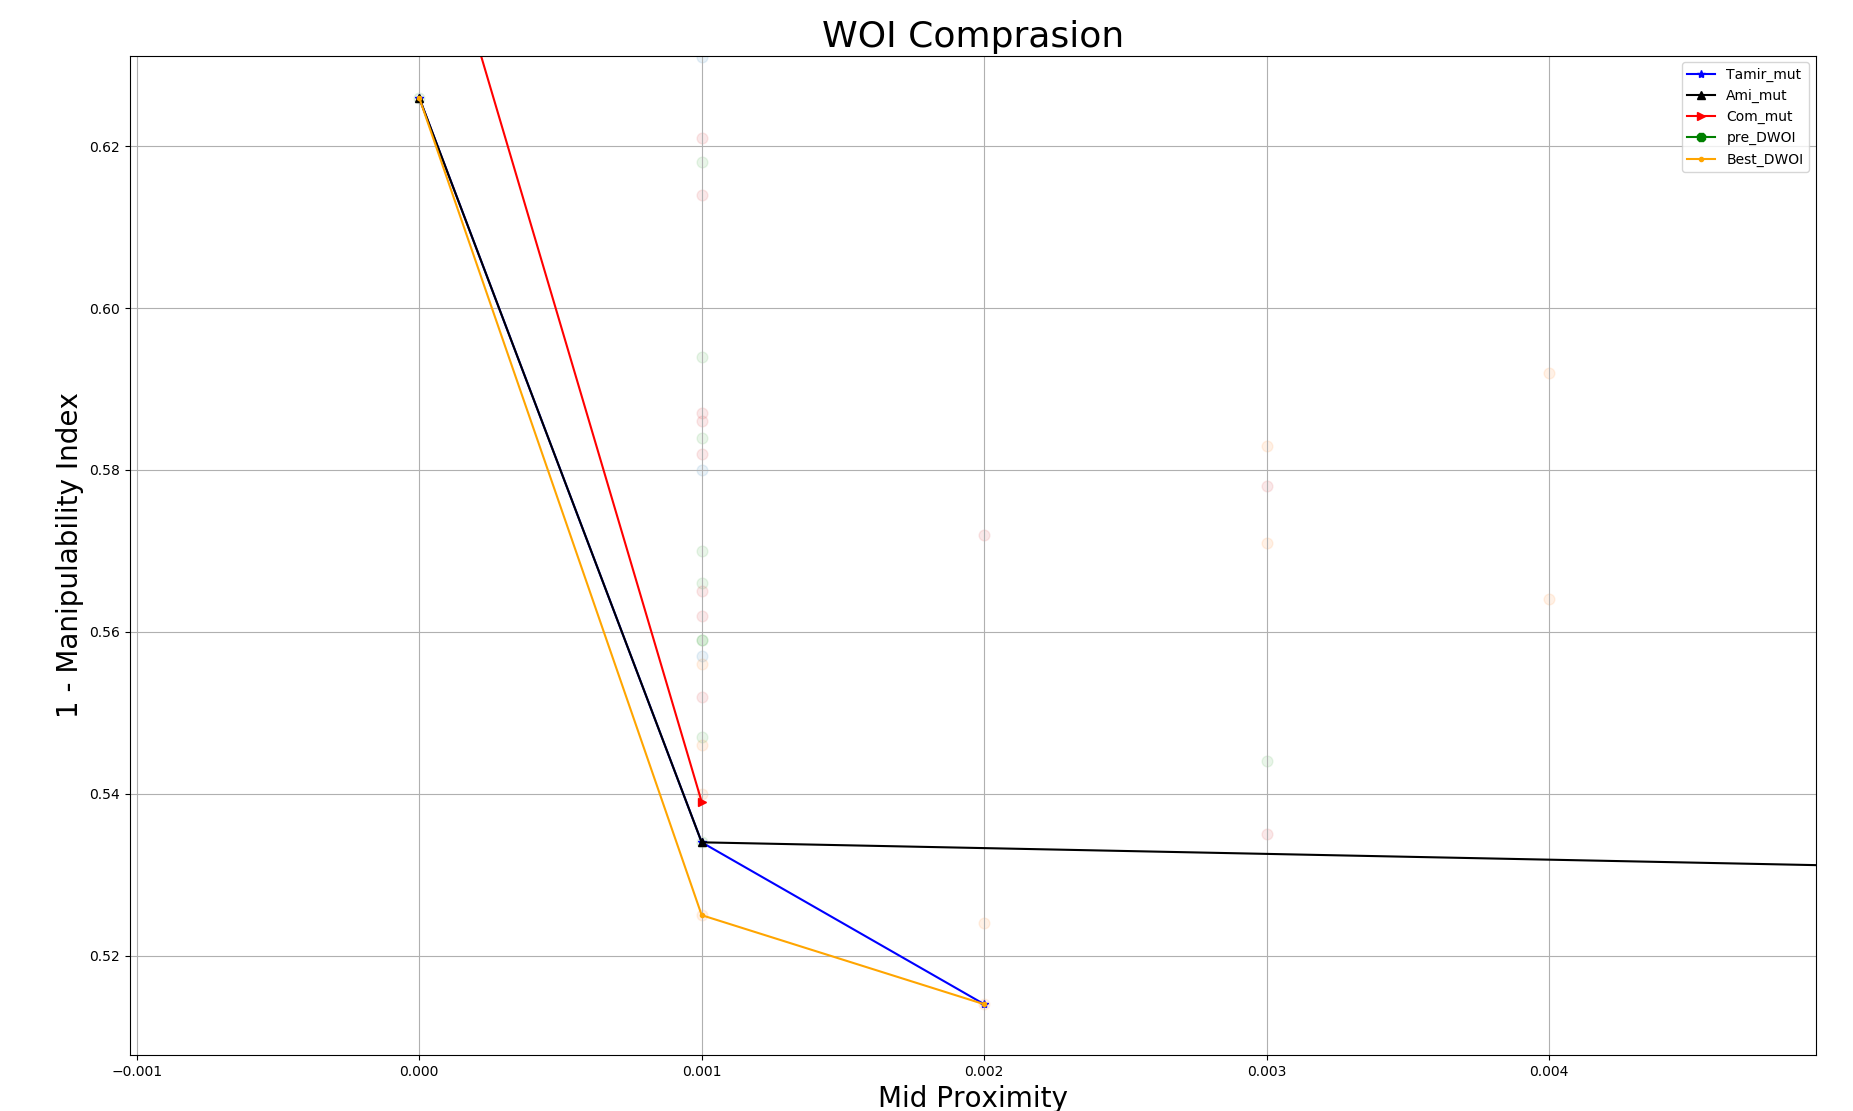 WOI Comprasion
Tamir_mut
Ami_mut
Com_mut
pre_DWOI
Best_DWOI
1 - Manipulability Index
0.62
0.60
0.58
0.56
0.54
0.52
−0.001 0.000 0.001 0.002 0.003 0.004
Mid Proximity